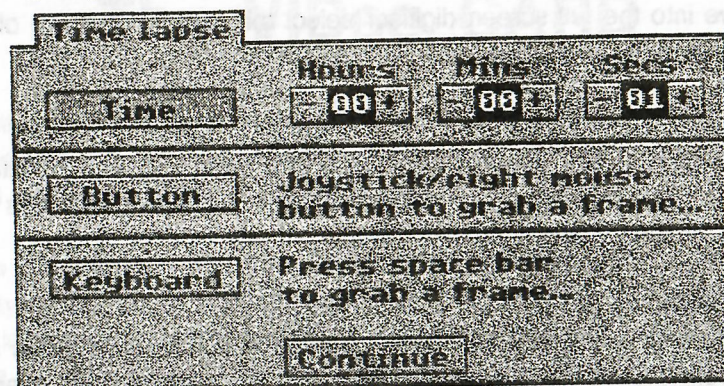 Time lapse
Hours Mins Secs
Time - 00 + - 00 + - 01 +
Button Joystick/right mouse
button to grab a frame...
Keyboard Press space bar
to grab a frame...
Continue